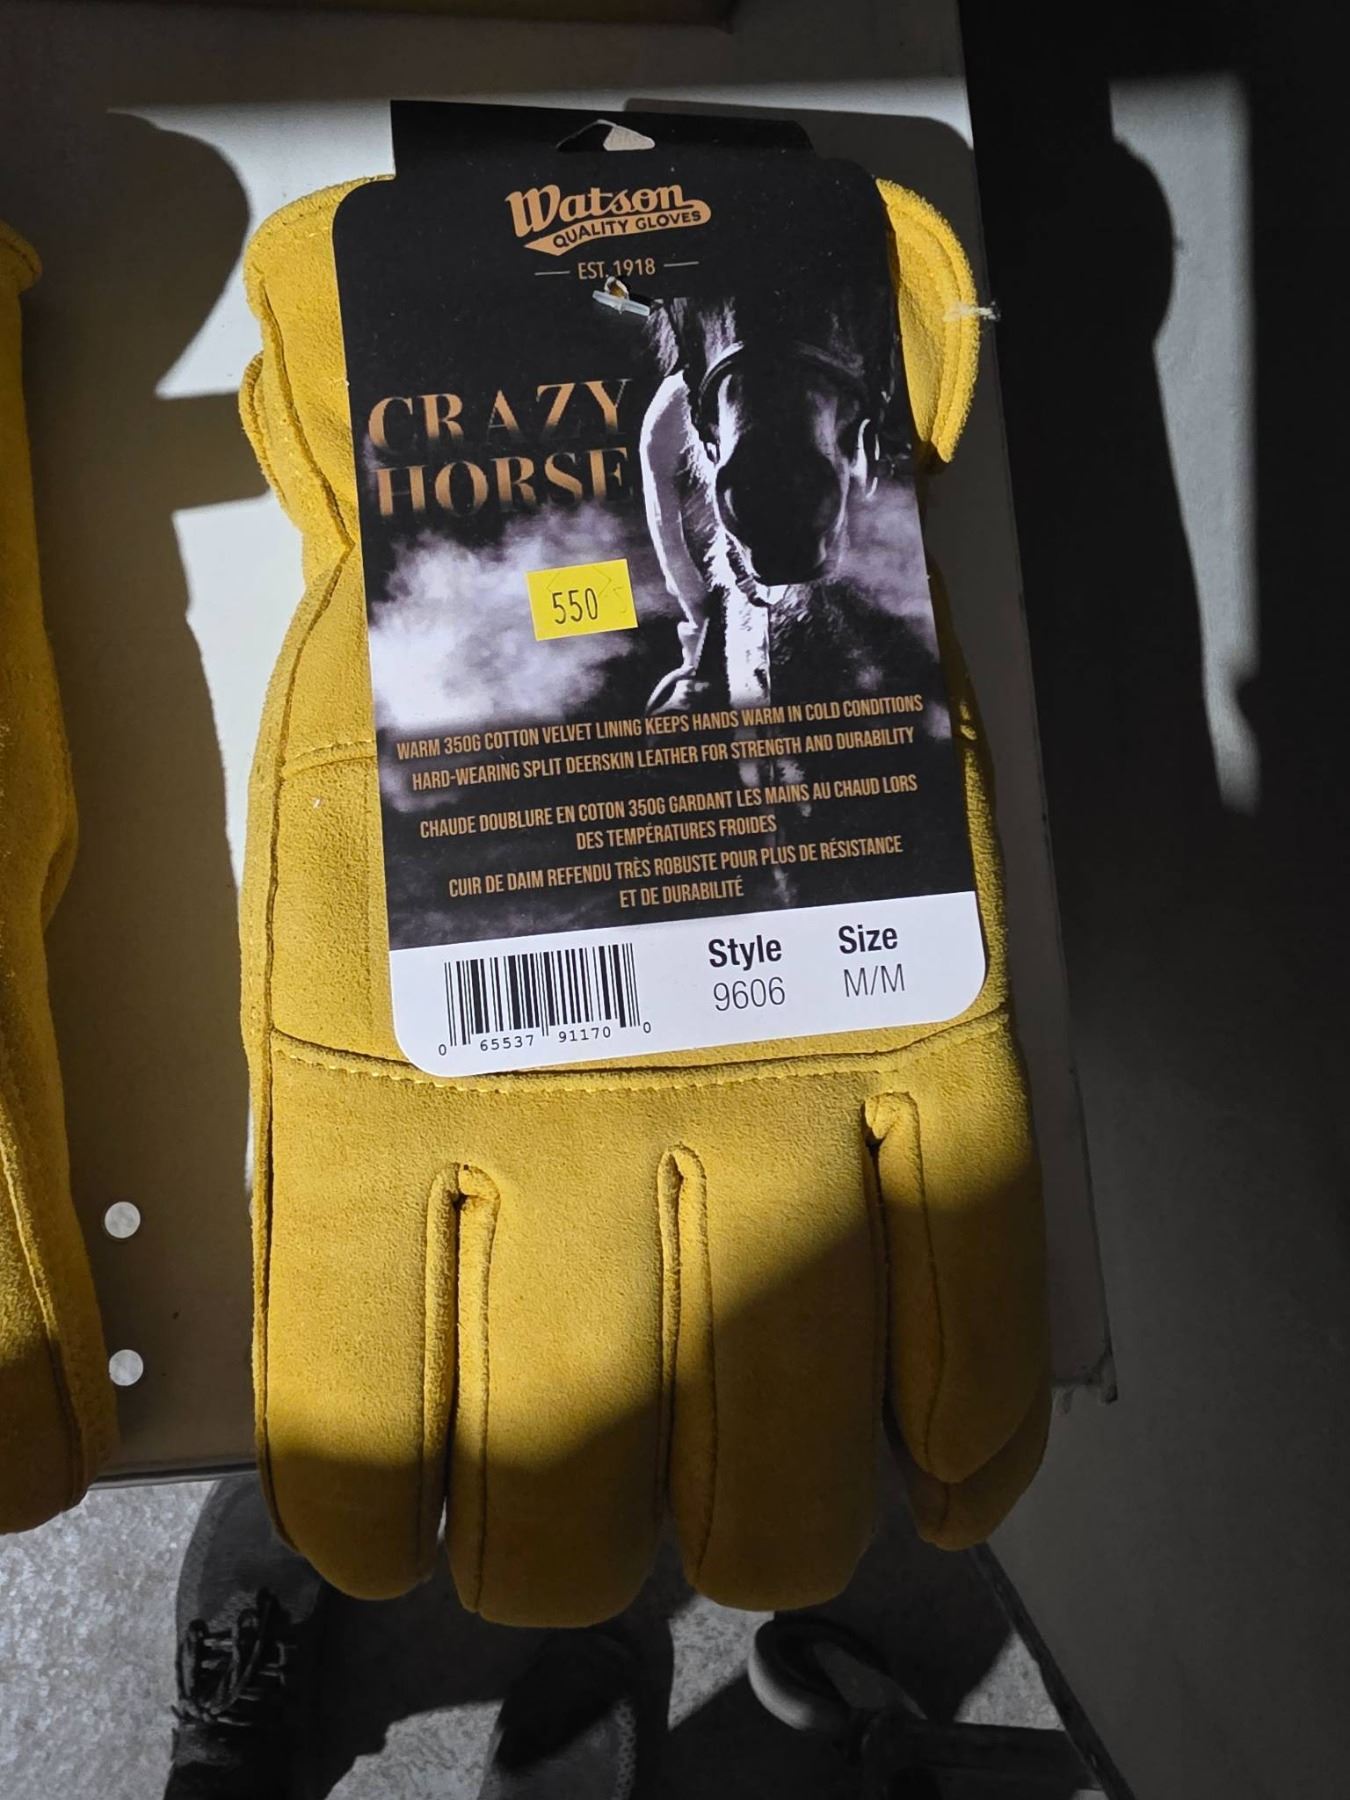 Watson
QUALITY GLOVES
EST. 1918
CRAZY
HORSE
550
WARM 350G COTTON VELVET LINING KEEPS HANDS WARM IN COLD CONDITIONS
HARD-WEARING SPLIT DEERSKIN LEATHER FOR STRENGTH AND DURABILITY
CHAUDE DOUBLURE EN COTON 350G GARDANT LES MAINS AU CHAUD LORS
DES TEMPÉRATURES FROIDES
CUIR DE DAIM REFENDU TRÈS ROBUSTE POUR PLUS DE RÉSISTANCE
ET DE DURABILITÉ
Style Size
9606 M/M
0 65537 91170 0